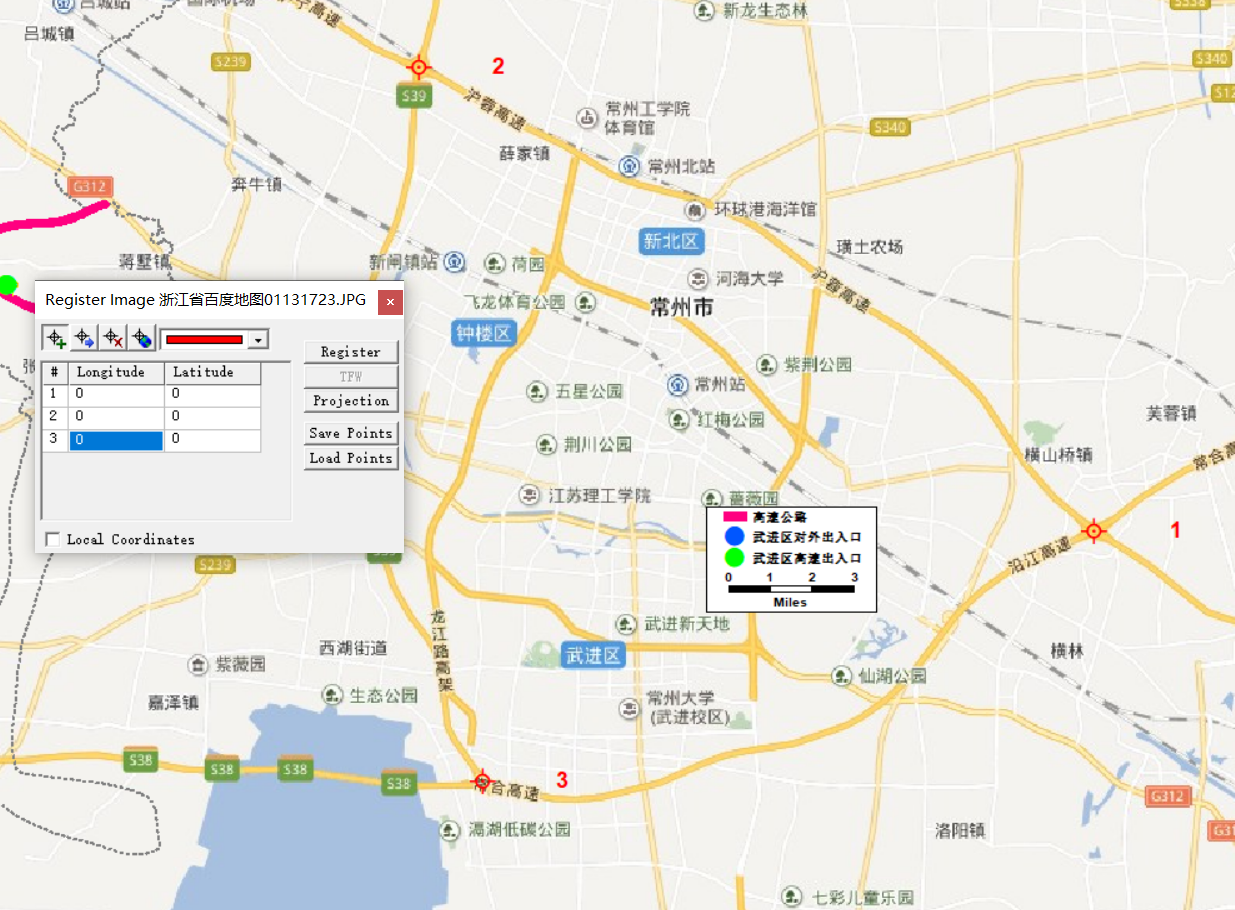 吕城站
国际机场
新龙生态林
S338
吕城镇
S239
2
S340
S39
沪蓉高速
常州工学院
体育馆
S340
薛家镇
常州北站
G312
奔牛镇
环球港海洋馆
新北区
璜土农场
蒋墅镇
新闸镇站
荷园
河海大学
沪蓉高速
飞龙体育公园
常州市
钟楼区
Register Image 浙江省百度地图01131723.JPG
Register
TFW
Projection
Save Points
Load Points
# Longitude Latitude
1 0 0
2 0 0
3 0 0
Local Coordinates
紫荆公园
五星公园
常州站
红梅公园
芙蓉镇
荆川公园
横山桥镇
江苏理工学院
蔷薇园
高速公路
武进区对外出入口
武进区高速出入口
0 1 2 3
Miles
1
沿江高速
S239
龙江路高架
武进新天地
西湖街道
武进区
横林
紫薇园
仙湖公园
嘉泽镇
生态公园
常州大学
(武进校区)
S38
S38
S38
S38
常合高速
3
G312
滆湖低碳公园
洛阳镇
七彩儿童乐园